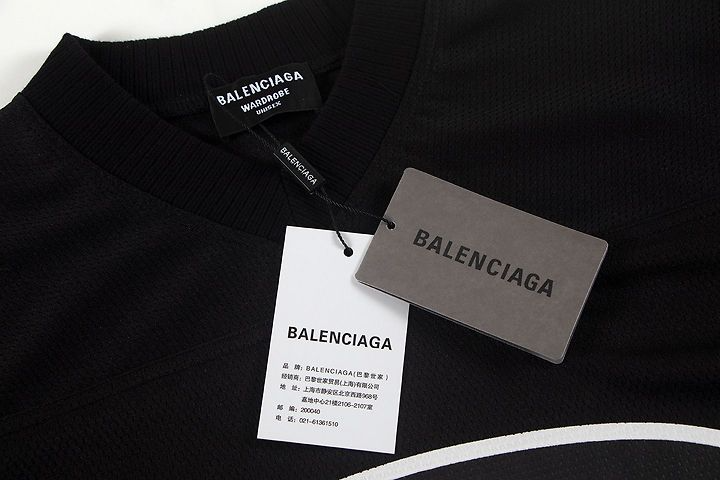 BALENCIAGA
WARDROBE
UNISEX
BALENCIAGA
BALENCIAGA
BALENCIAGA
品 牌：BALENCIAGA(巴黎世家)
经销商：巴黎世家贸易(上海)有限公司
地 址：上海市静安区北京西路968号
嘉地中心21楼2105-2107室
邮 编：200040
电 话：021-61361510